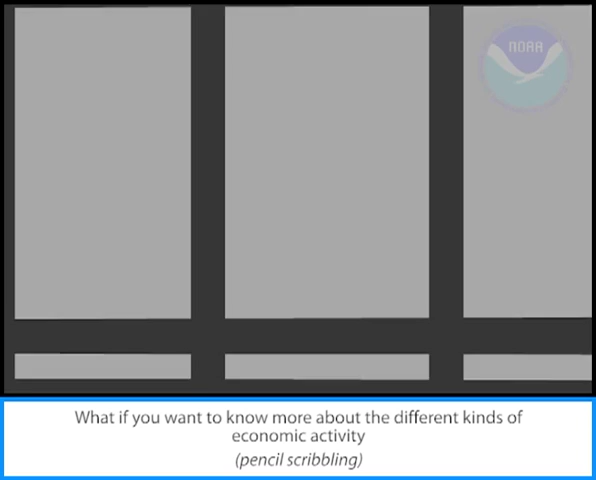 NOAA
What if you want to know more about the different kinds of
economic activity
(pencil scribbling)